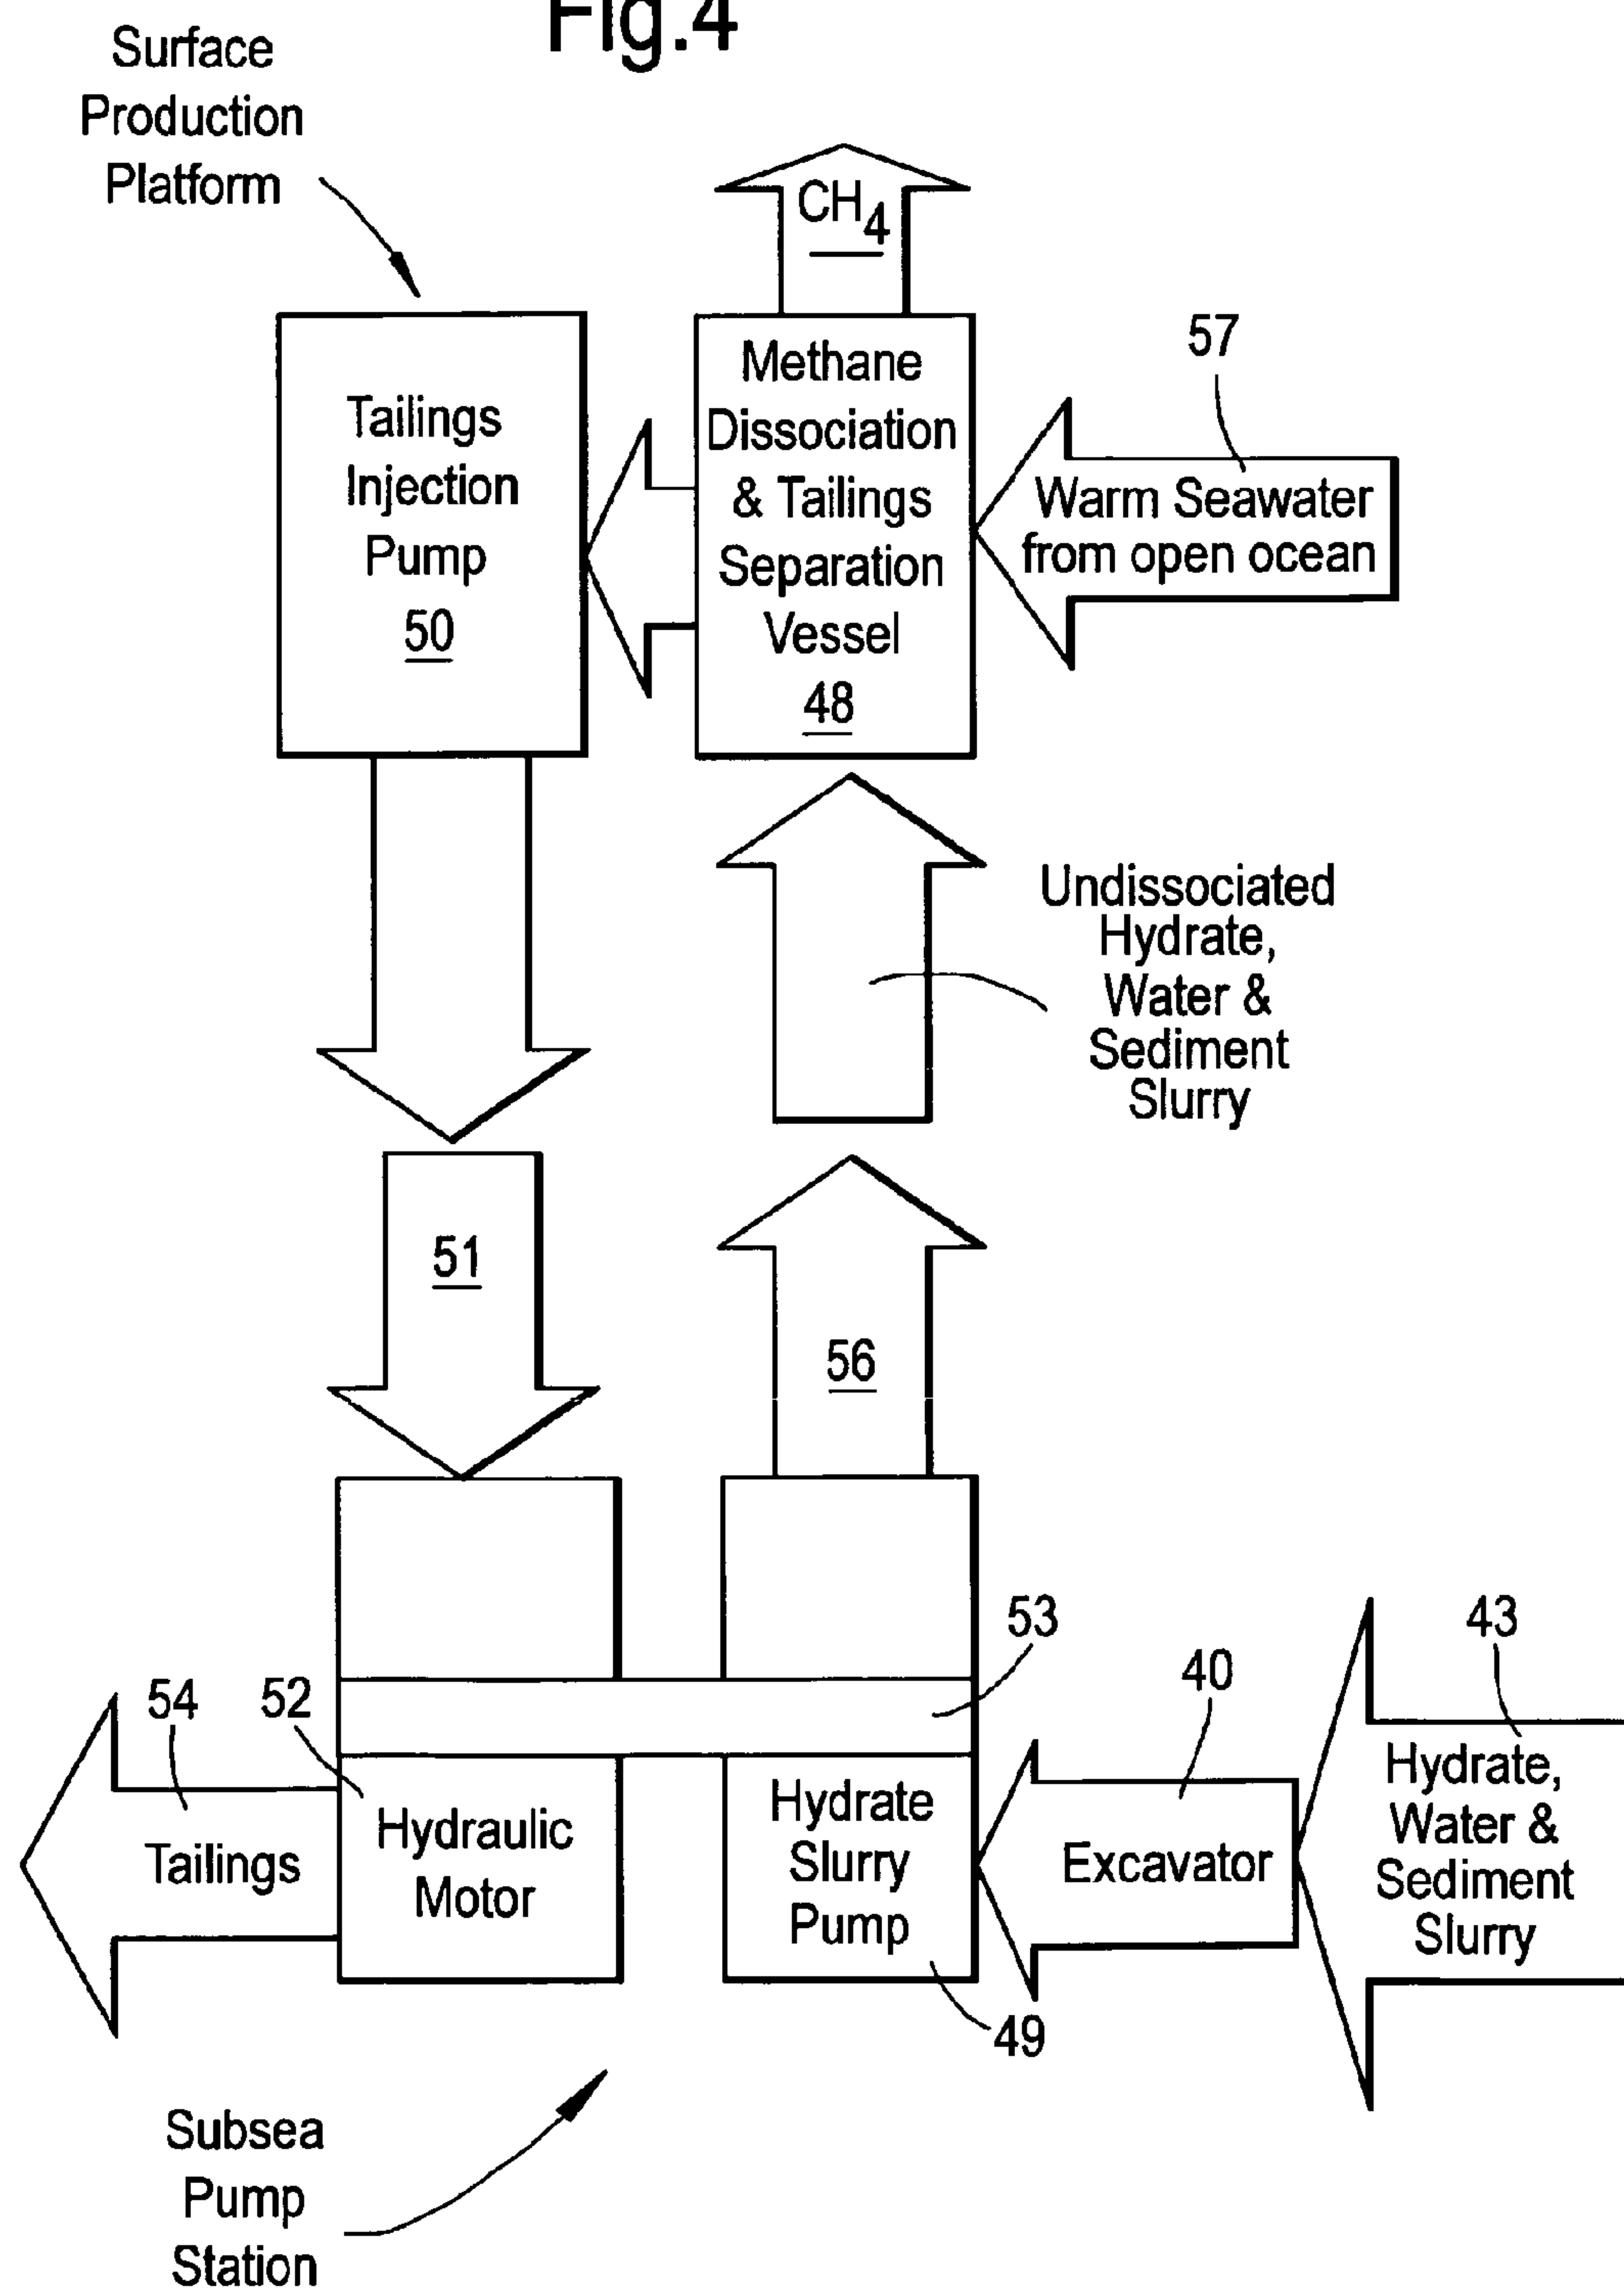 Fig.4
Surface
Production
Platform
CH4
Tailings
Injection
Pump
50
Methane
Dissociation
& Tailings
Separation
Vessel
48
57
Warm Seawater
from open ocean
Undissociated
Hydrate,
Water &
Sediment
Slurry
51
56
53
54
52
Tailings
Hydraulic
Motor
Hydrate
Slurry
Pump
49
40
Excavator
43
Hydrate,
Water &
Sediment
Slurry
Subsea
Pump
Station